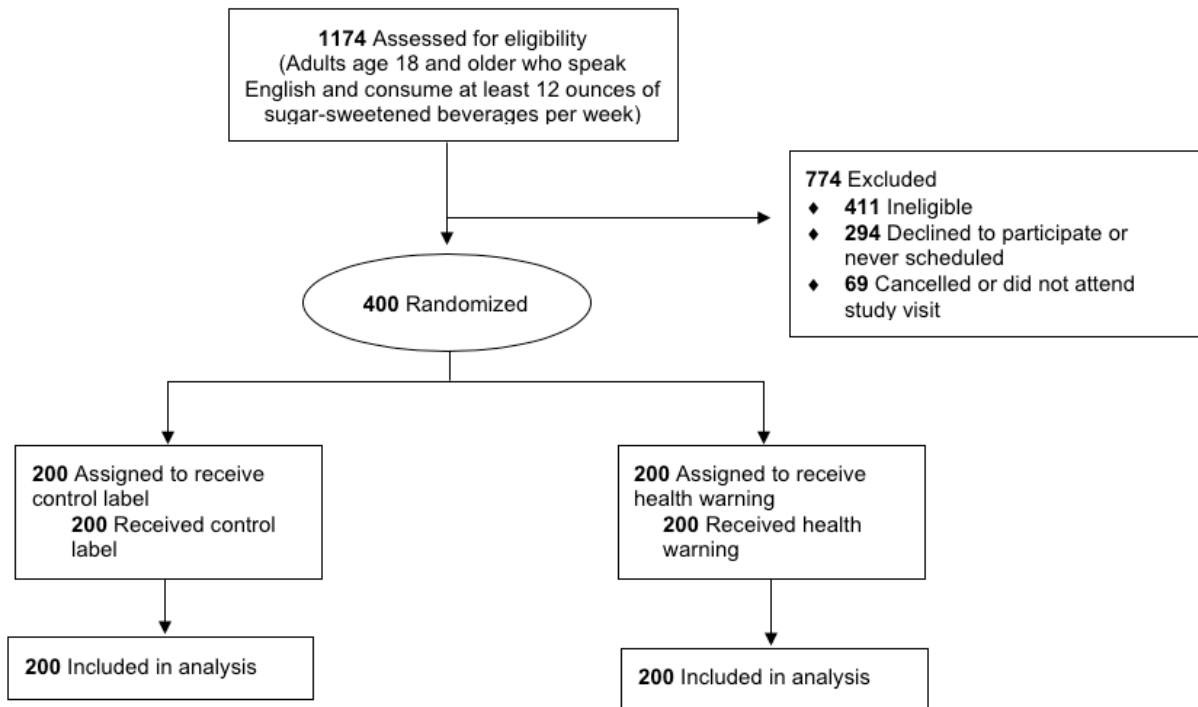 1174 Assessed for eligibility
(Adults age 18 and older who speak
English and consume at least 12 ounces of
sugar-sweetened beverages per week)
774 Excluded
♦ 411 Ineligible
♦ 294 Declined to participate or
never scheduled
♦ 69 Cancelled or did not attend
study visit
400 Randomized
200 Assigned to receive
control label
200 Received control
label
200 Assigned to receive
health warning
200 Received health
warning
200 Included in analysis
200 Included in analysis